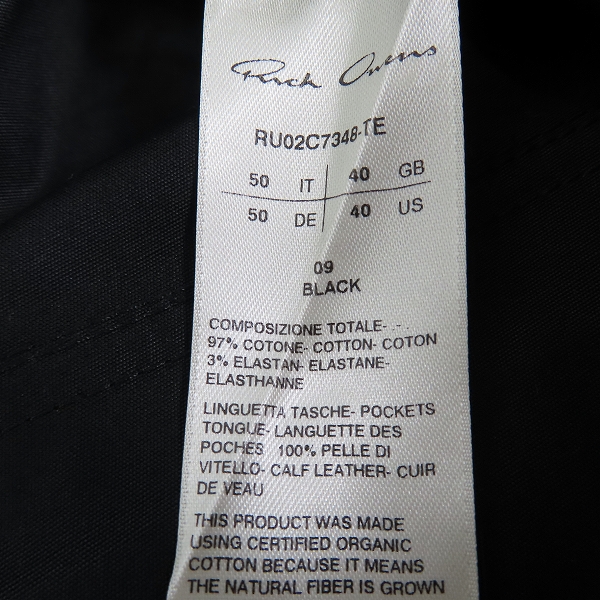 Rick Owens
RU02C7348-TE
50 IT 40 GB
50 DE 40 US
09
BLACK
COMPOSIZIONE TOTALE- .- .
97% COTONE- COTTON- COTON
3% ELASTAN- ELASTANE-
ELASTHANNE
LINGUETTA TASCHE- POCKETS
TONGUE- LANGUETTE DES
POCHES 100% PELLE DI
VITELLO- CALF LEATHER- CUIR
DE VEAU
THIS PRODUCT WAS MADE
USING CERTIFIED ORGANIC
COTTON BECAUSE IT MEANS
THE NATURAL FIBER IS GROWN